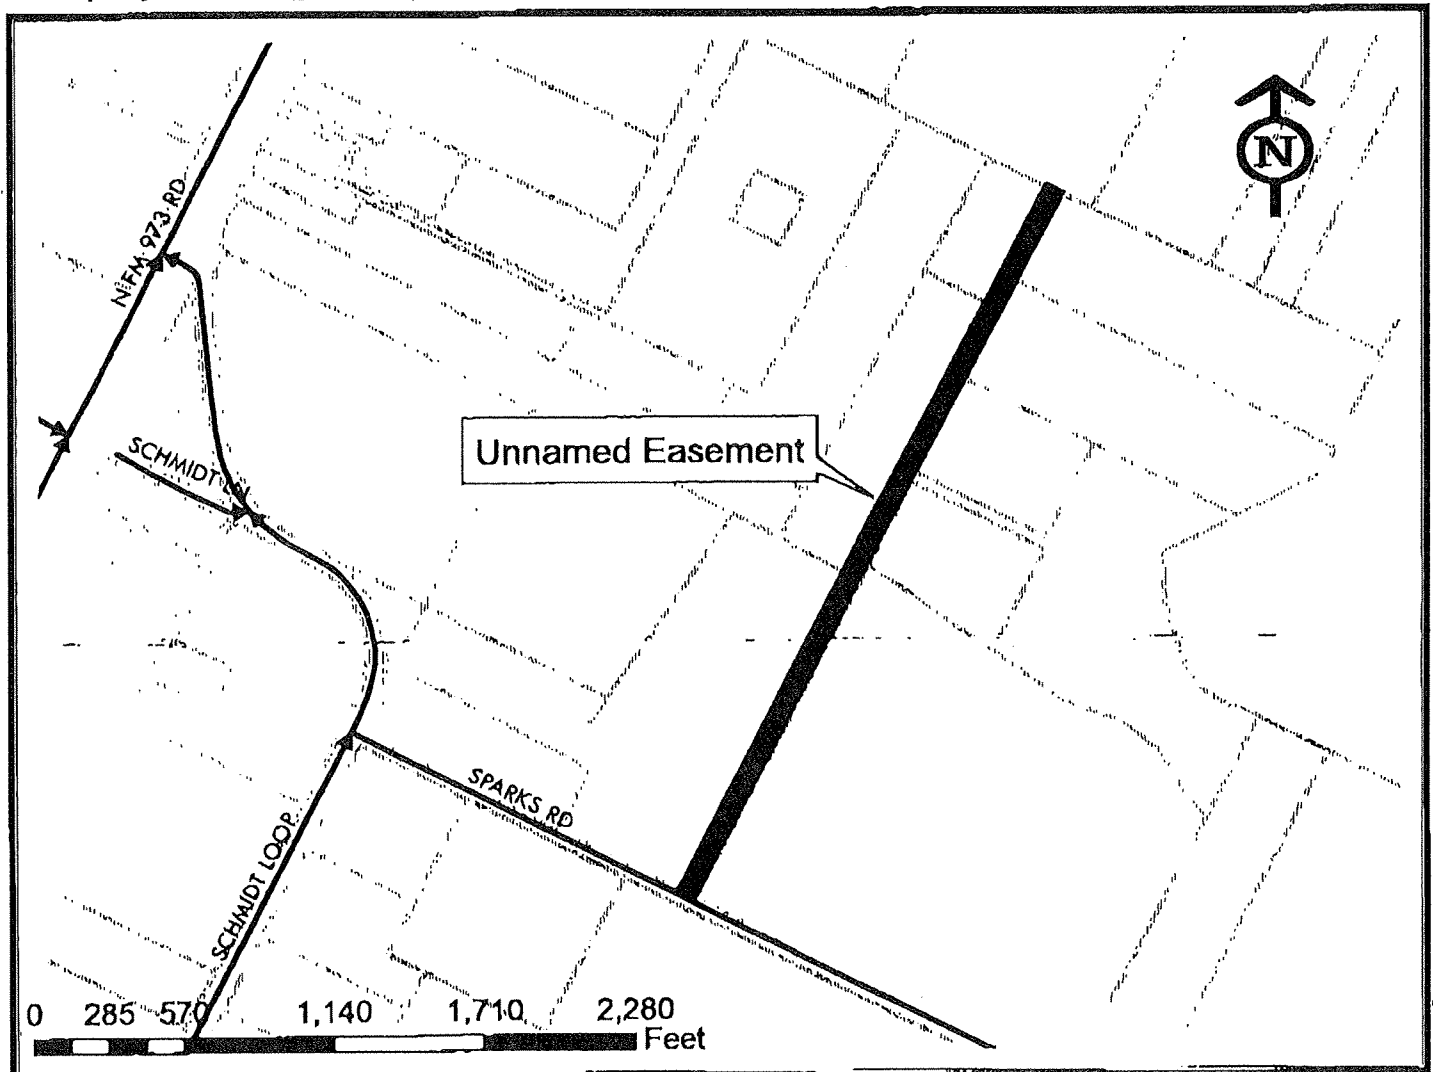 N
N FM 973 RD
SCHMIDT LN
Unnamed Easement
SPARKS RD
SCHMIDT LOOP
0 285 570 1,140 1,710 2,280
Feet